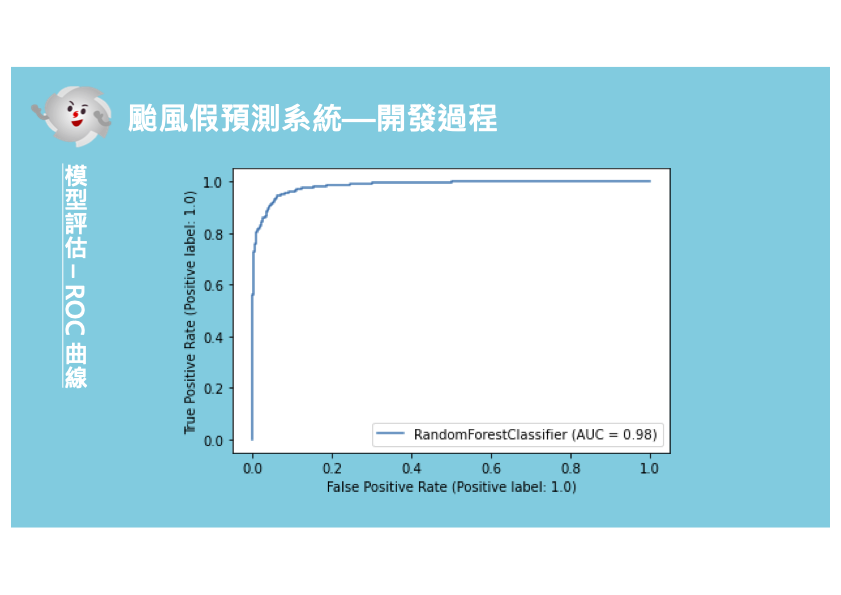 颱風假預測系統—開發過程
模型評估 – ROC 曲線
True Positive Rate (Positive label: 1.0)
1.0
0.8
0.6
0.4
0.2
0.0
RandomForestClassifier (AUC = 0.98)
0.0 0.2 0.4 0.6 0.8 1.0
False Positive Rate (Positive label: 1.0)